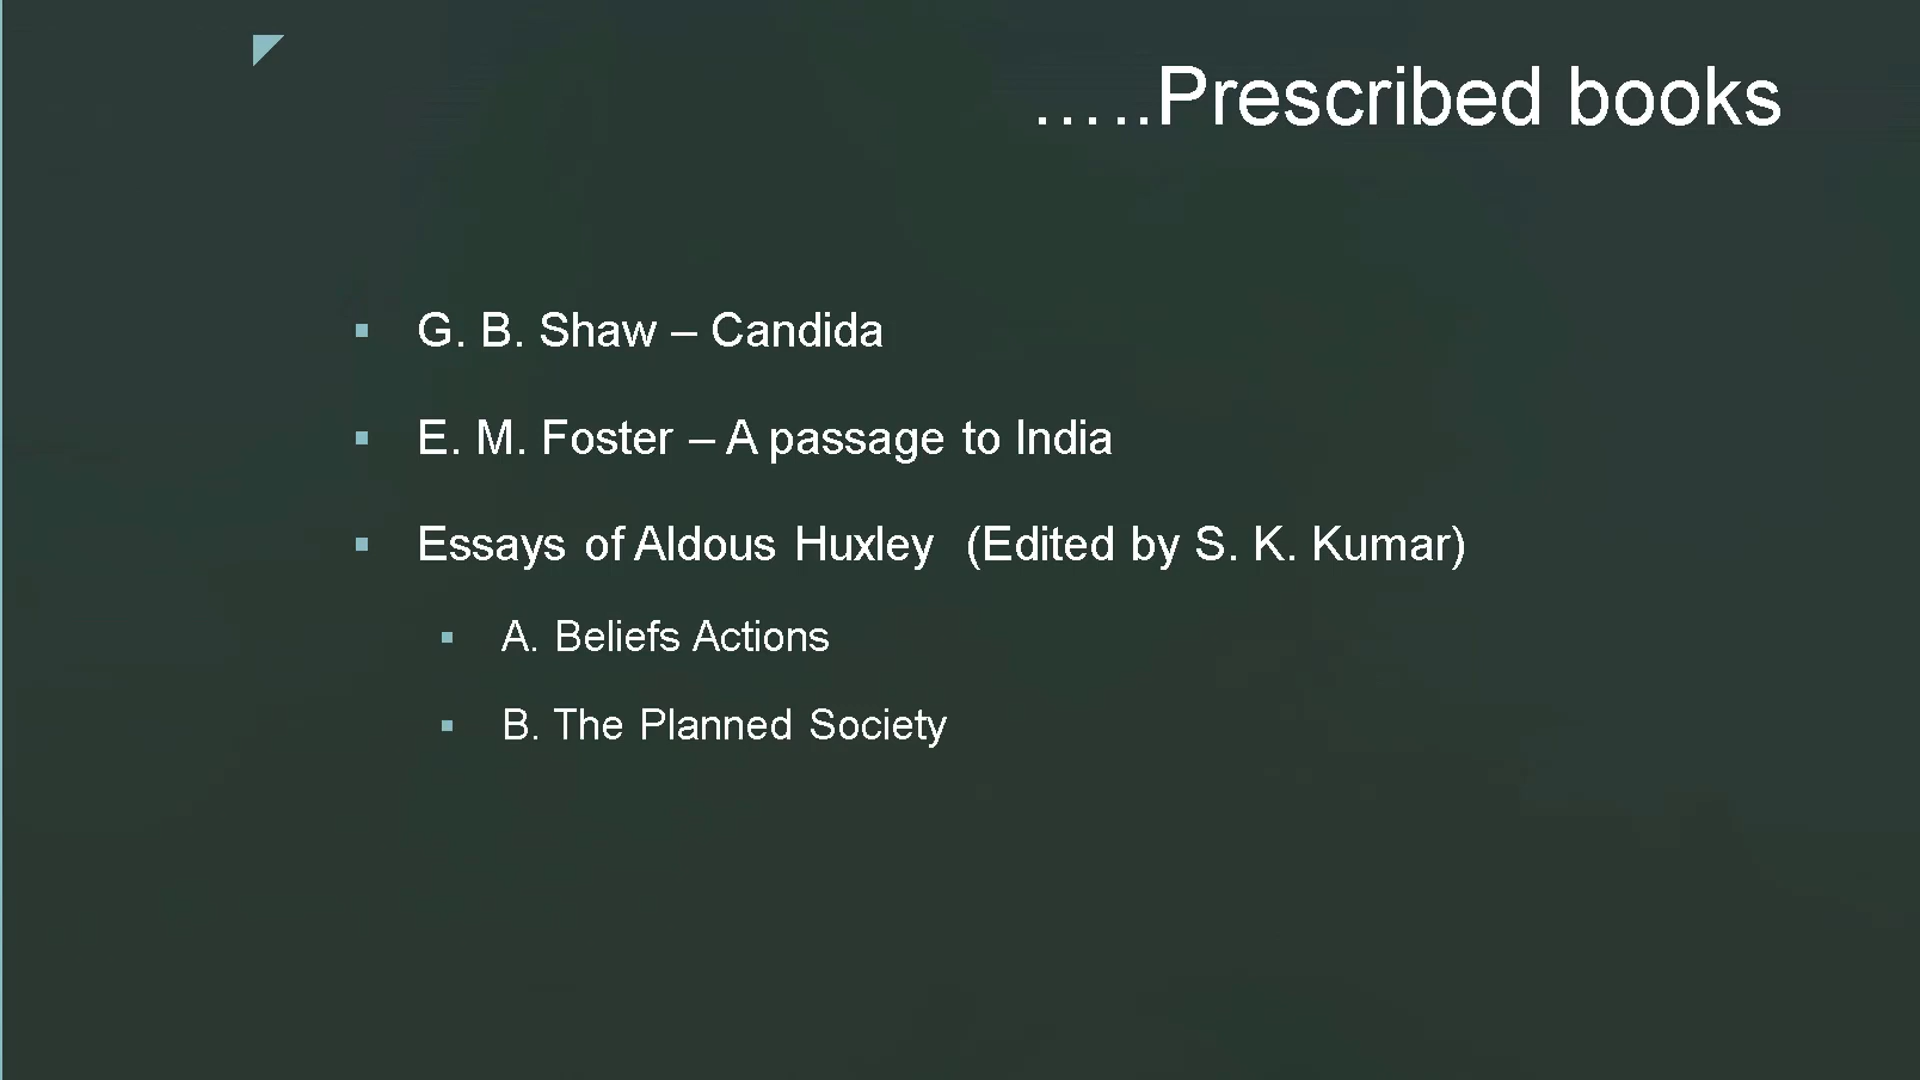 .....Prescribed books
G. B. Shaw – Candida
E. M. Foster – A passage to India
Essays of Aldous Huxley (Edited by S. K. Kumar)
A. Beliefs Actions
B. The Planned Society